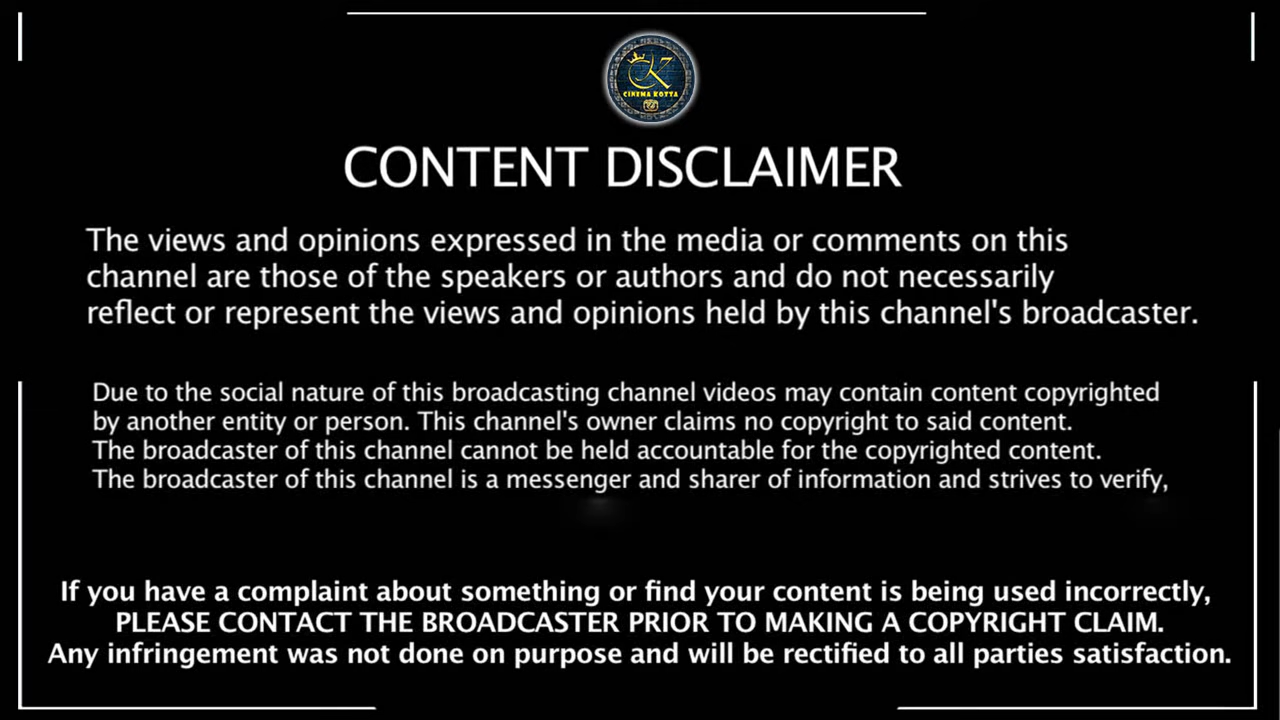 CK
CINEMA KOTTA
CONTENT DISCLAIMER
The views and opinions expressed in the media or comments on this
channel are those of the speakers or authors and do not necessarily
reflect or represent the views and opinions held by this channel's broadcaster.
Due to the social nature of this broadcasting channel videos may contain content copyrighted
by another entity or person. This channel's owner claims no copyright to said content.
The broadcaster of this channel cannot be held accountable for the copyrighted content.
The broadcaster of this channel is a messenger and sharer of information and strives to verify,
If you have a complaint about something or find your content is being used incorrectly,
PLEASE CONTACT THE BROADCASTER PRIOR TO MAKING A COPYRIGHT CLAIM.
Any infringement was not done on purpose and will be rectified to all parties satisfaction.